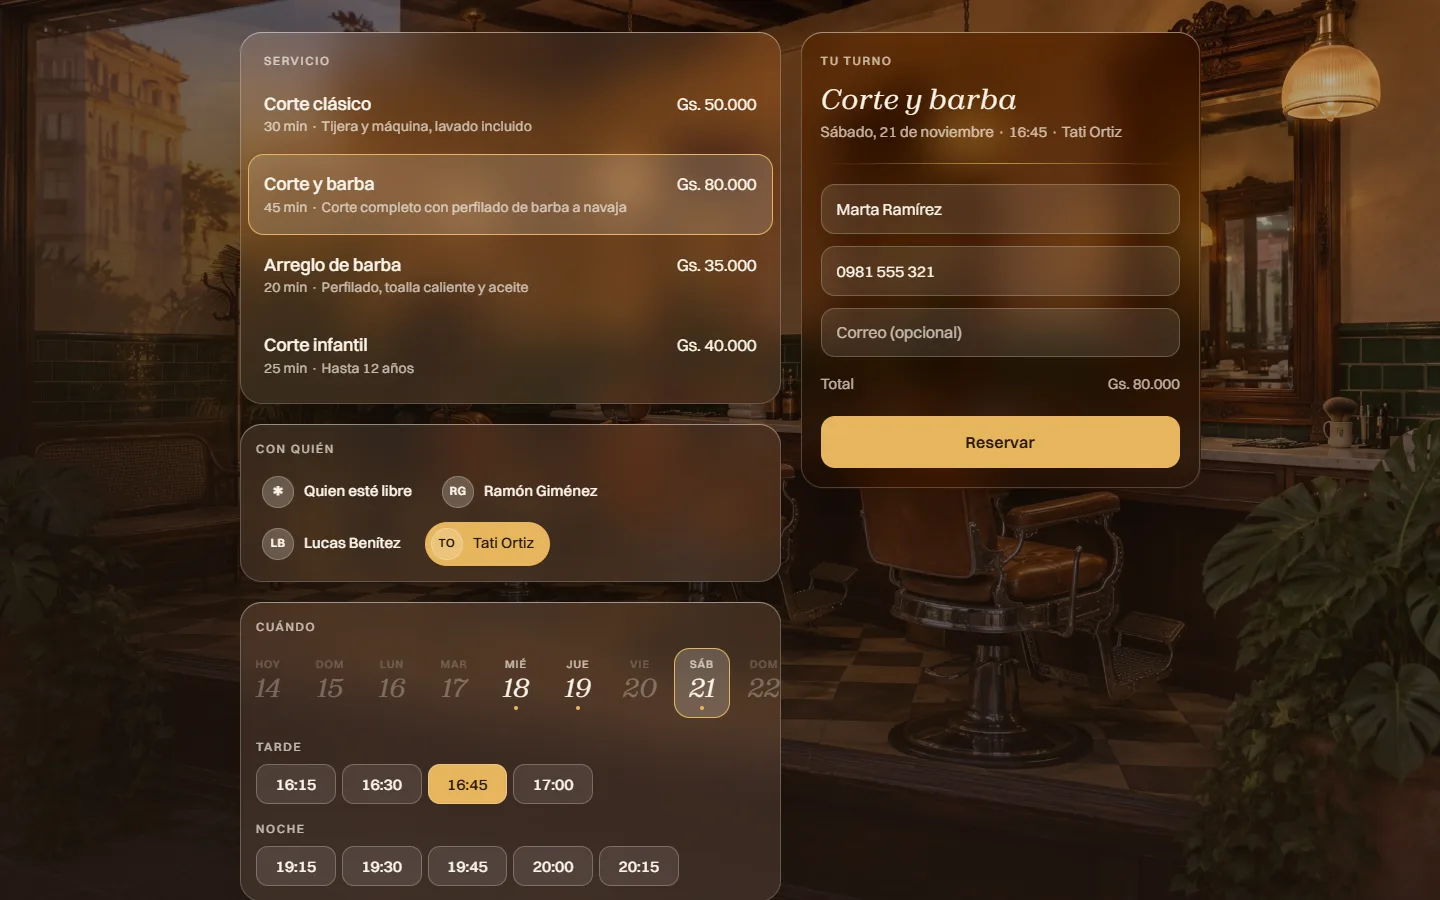 SERVICIO
Corte clásico Gs. 50.000
30 min · Tijera y máquina, lavado incluido
Corte y barba Gs. 80.000
45 min · Corte completo con perfilado de barba a navaja
Arreglo de barba Gs. 35.000
20 min · Perfilado, toalla caliente y aceite
Corte infantil Gs. 40.000
25 min · Hasta 12 años
CON QUIÉN
✱ Quien esté libre RG Ramón Giménez
LB Lucas Benítez TO Tati Ortiz
CUÁNDO
HOY DOM LUN MAR MIÉ JUE VIE SÁB DOM
14 15 16 17 18 19 20 21 22
TARDE
16:15 16:30 16:45 17:00
NOCHE
19:15 19:30 19:45 20:00 20:15
TU TURNO
Corte y barba
Sábado, 21 de noviembre · 16:45 · Tati Ortiz
Marta Ramírez
0981 555 321
Correo (opcional)
Total Gs. 80.000
Reservar